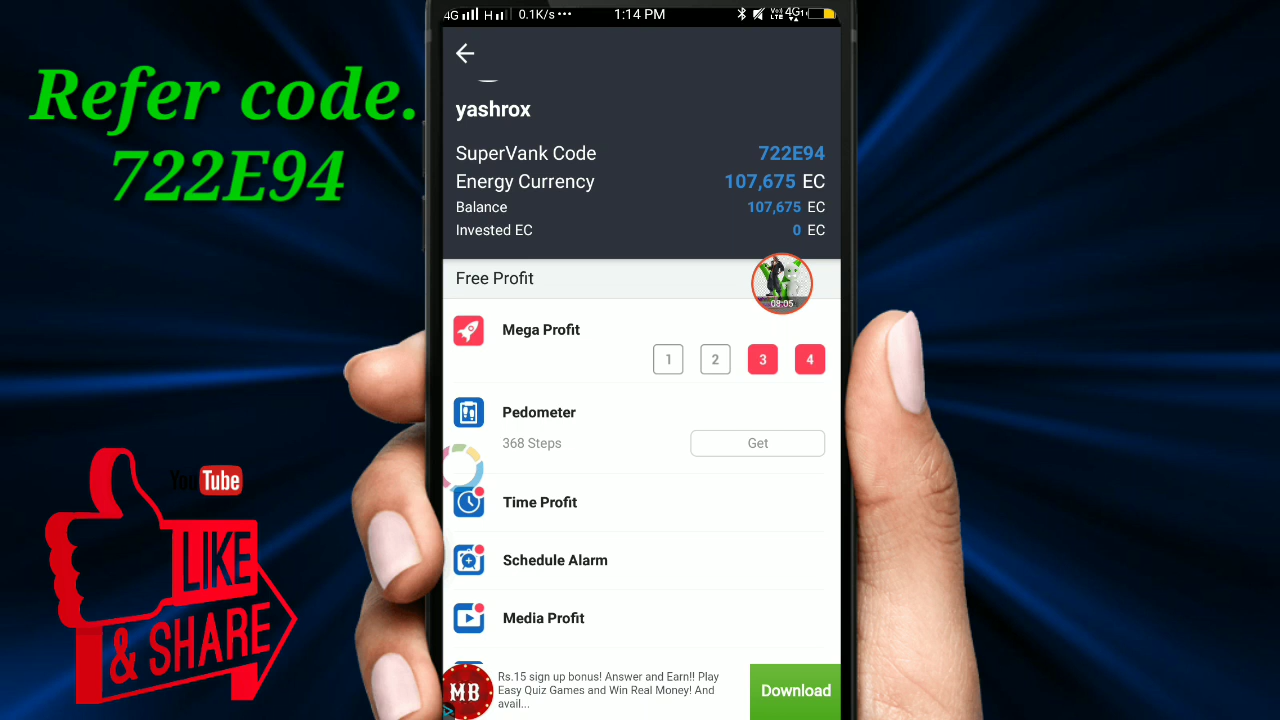 Refer code.
722E94
4G H 0.1K/s ... 1:14 PM VoLTE 4G
yashrox
SuperVank Code 722E94
Energy Currency 107,675 EC
Balance 107,675 EC
Invested EC 0 EC
Free Profit
08:05
Mega Profit
1 2 3 4
Pedometer
368 Steps Get
Time Profit
Schedule Alarm
Media Profit
MB
Rs.15 sign up bonus! Answer and Earn!! Play
Easy Quiz Games and Win Real Money! And
avail...
Download
YouTube
LIKE
& SHARE